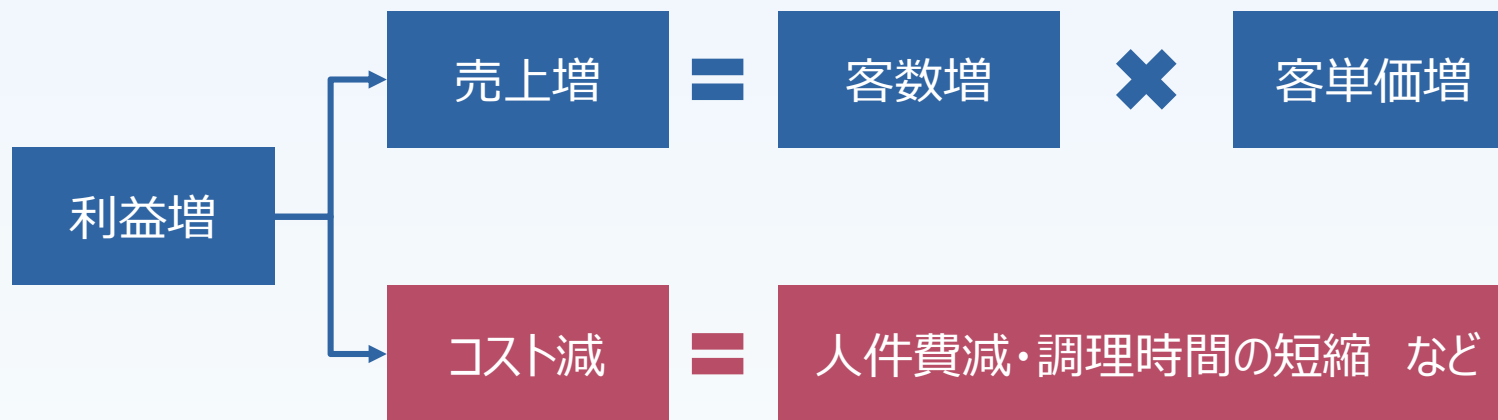 売上増 = 客数増 × 客単価増
利益増
コスト減 = 人件費減・調理時間の短縮　など